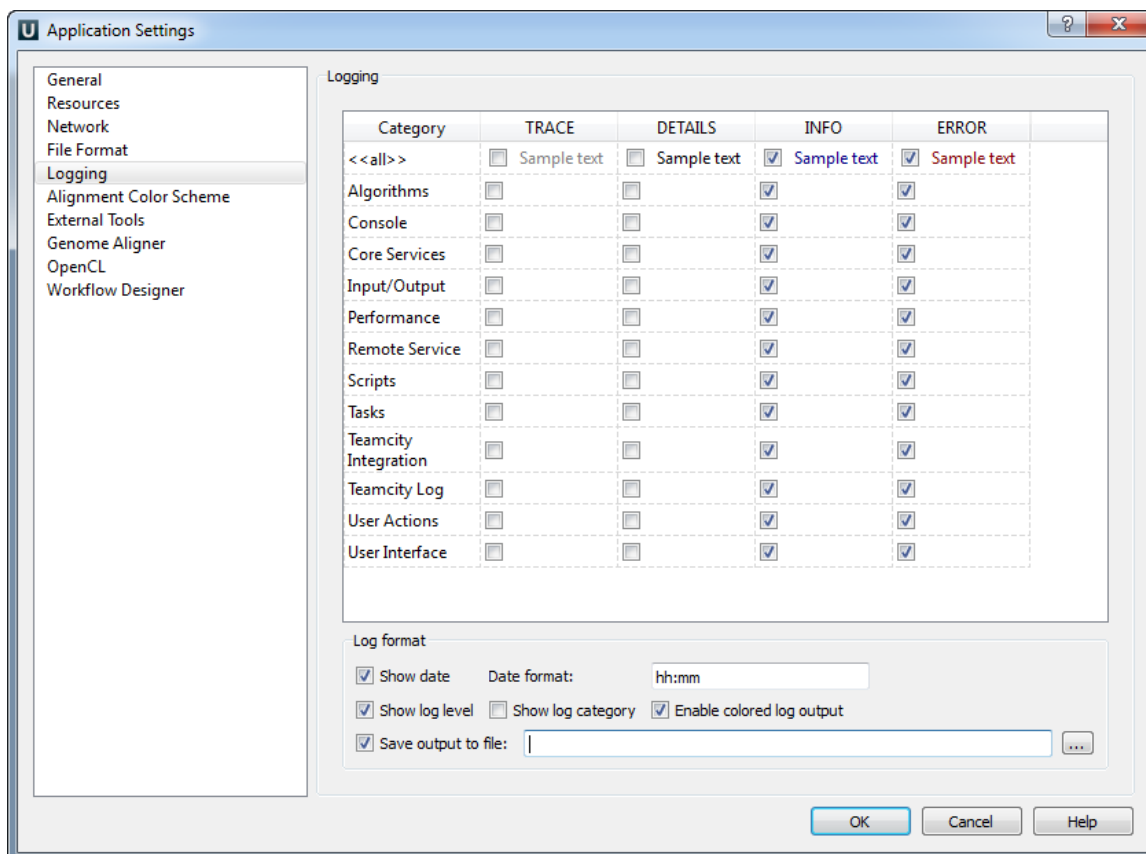 U Application Settings
General
Resources
Network
File Format
Logging
Alignment Color Scheme
External Tools
Genome Aligner
OpenCL
Workflow Designer
Logging
Category TRACE DETAILS INFO ERROR
<<all>> Sample text Sample text Sample text Sample text
Algorithms
Console
Core Services
Input/Output
Performance
Remote Service
Scripts
Tasks
Teamcity
Integration
Teamcity Log
User Actions
User Interface
Log format
Show date Date format: hh:mm
Show log level Show log category Enable colored log output
Save output to file: ...
OK Cancel Help